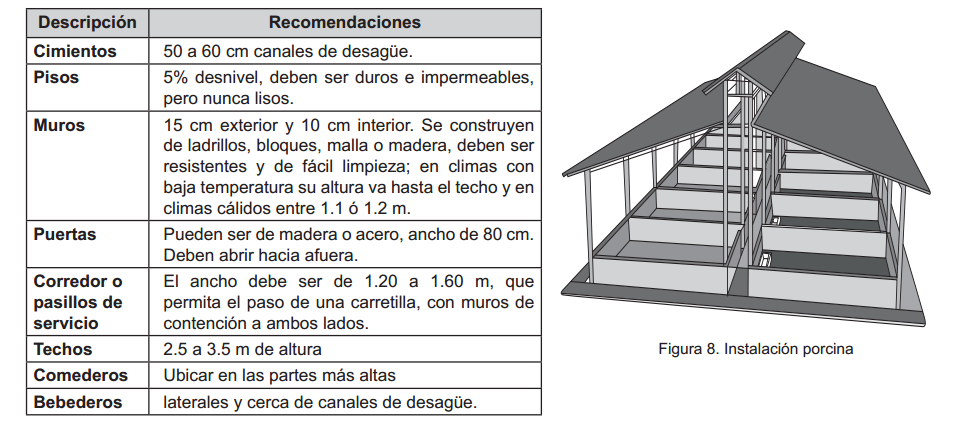 Descripción Recomendaciones
Cimientos 50 a 60 cm canales de desagüe.
Pisos 5% desnivel, deben ser duros e impermeables,
pero nunca lisos.
Muros 15 cm exterior y 10 cm interior. Se construyen
de ladrillos, bloques, malla o madera, deben ser
resistentes y de fácil limpieza; en climas con
baja temperatura su altura va hasta el techo y en
climas cálidos entre 1.1 ó 1.2 m.
Puertas Pueden ser de madera o acero, ancho de 80 cm.
Deben abrir hacia afuera.
Corredor o El ancho debe ser de 1.20 a 1.60 m, que
pasillos de permita el paso de una carretilla, con muros de
servicio contención a ambos lados.
Techos 2.5 a 3.5 m de altura
Comederos Ubicar en las partes más altas
Bebederos laterales y cerca de canales de desagüe.
Figura 8. Instalación porcina